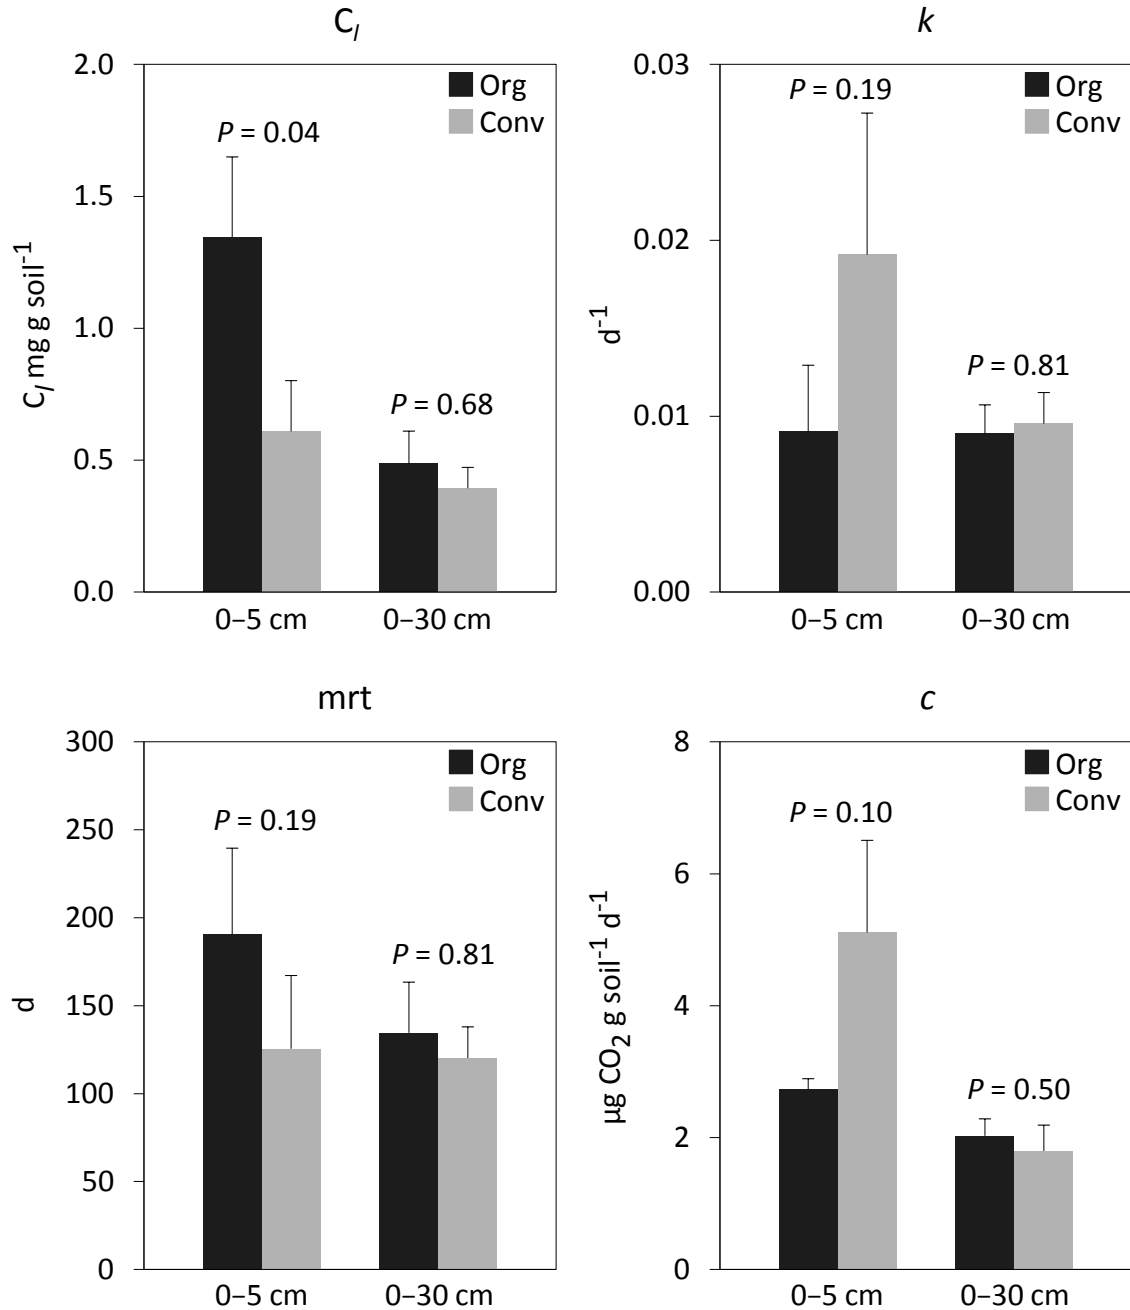 C_l
2.0
1.5
1.0
0.5
0.0
C_l mg g soil^-1
Org
Conv
P = 0.04
P = 0.68
0–5 cm
0–30 cm
k
0.03
0.02
0.01
0.00
d^-1
Org
Conv
P = 0.19
P = 0.81
0–5 cm
0–30 cm
mrt
300
250
200
150
100
50
0
d
Org
Conv
P = 0.19
P = 0.81
0–5 cm
0–30 cm
c
8
6
4
2
0
µg CO2 g soil^-1 d^-1
Org
Conv
P = 0.10
P = 0.50
0–5 cm
0–30 cm